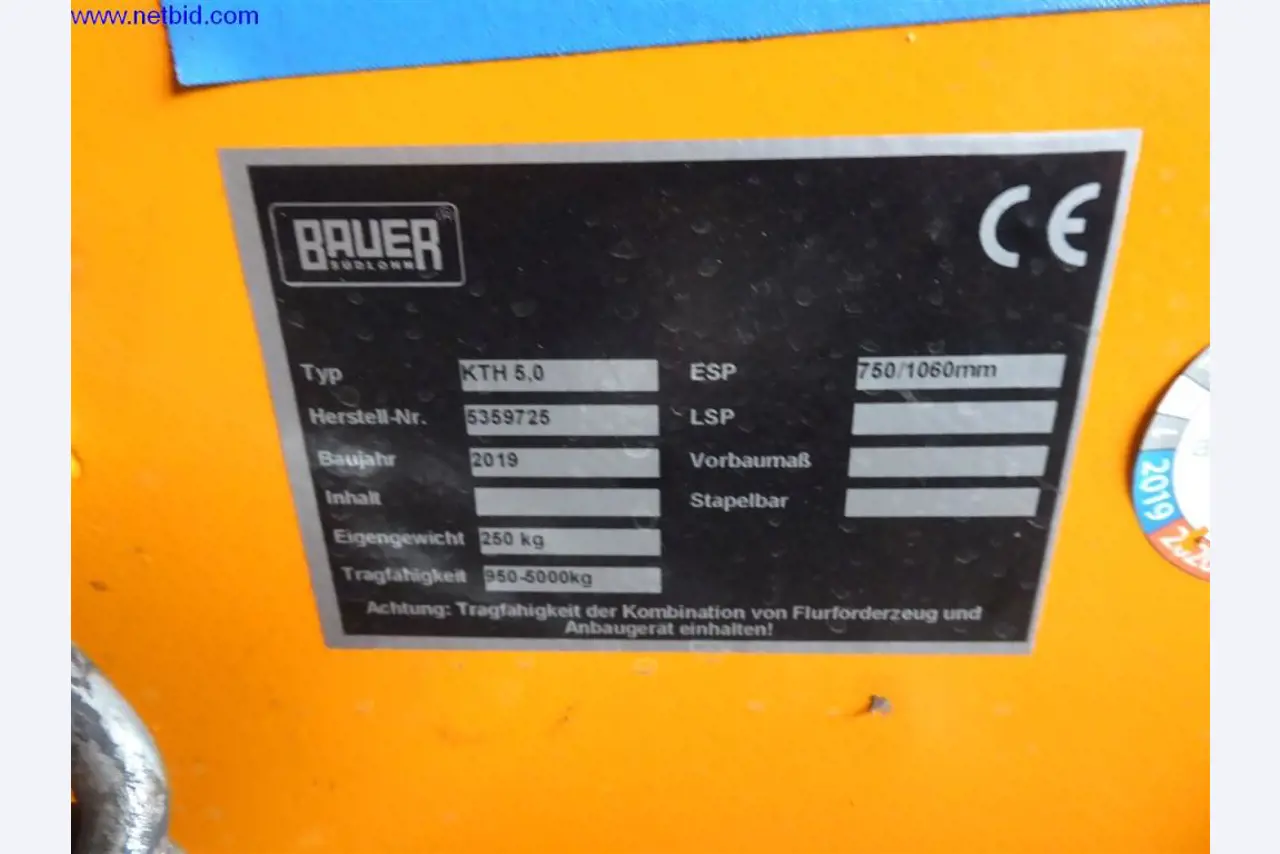 www.netbid.com
BAUER®
SÜDLOHN
CE
Typ KTH 5,0 ESP 750/1060mm
Herstell-Nr. 5359725 LSP
Baujahr 2019 Vorbaumaß
Inhalt Stapelbar
Eigengewicht 250 kg
Tragfähigkeit 950-5000kg
Achtung: Tragfähigkeit der Kombination von Flurförderzeug und
Anbaugerät einhalten!
2019